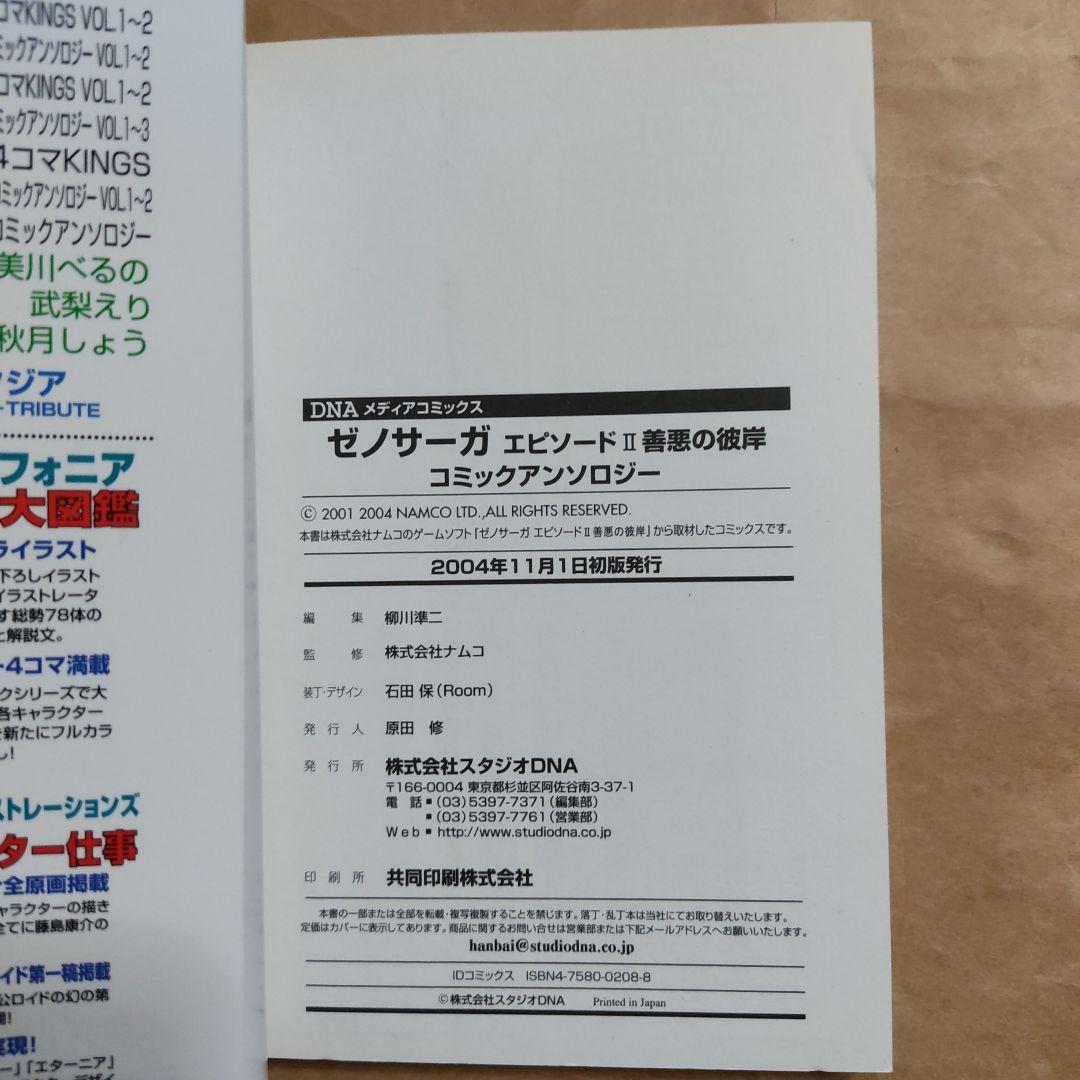 コマKINGS VOL.1~2
ミックアンソロジー VOL.1~2
コマKINGS VOL.1~2
ミックアンソロジー VOL.1~3
4コマKINGS
コミックアンソロジー VOL.1~2
コミックアンソロジー
美川べるの
武梨えり
秋月しょう
ジア
-TRIBUTE
フォニア
大図鑑
ライラスト
下ろしイラスト
イラストレータ
す総勢78体の
と解説文。
4コマ満載
クシリーズで大
各キャラクター
を新たにフルカラ
し!
ストレーションズ
ター仕事
全原画掲載
ャラクターの描き
全てに藤島康介の
イド第一稿掲載
公ロイドの幻の第
開!
実現!
ー」「エターニア」
DNA メディアコミックス
ゼノサーガ エピソードⅡ 善悪の彼岸
コミックアンソロジー
© 2001 2004 NAMCO LTD.,ALL RIGHTS RESERVED.
本書は株式会社ナムコのゲームソフト「ゼノサーガ エピソードⅡ 善悪の彼岸」から取材したコミックスです。
2004年11月1日初版発行
編集 柳川準二
監修 株式会社ナムコ
装丁・デザイン 石田 保(Room)
発行人 原田 修
発行所 株式会社スタジオDNA
〒166-0004 東京都杉並区阿佐谷南3-37-1
電話■(03)5397-7371(編集部)
■(03)5397-7761(営業部)
Web■http://www.studiodna.co.jp
印刷所 共同印刷株式会社
本書の一部または全部を転載・複写複製することを禁じます。落丁・乱丁本は当社にてお取り替えいたします。
定価はカバーに表示してあります。商品に関するお問い合せは営業部または下記メールアドレスへお願いいたします。
hanbai@studiodna.co.jp
IDコミックス ISBN4-7580-0208-8
©株式会社スタジオDNA Printed in Japan